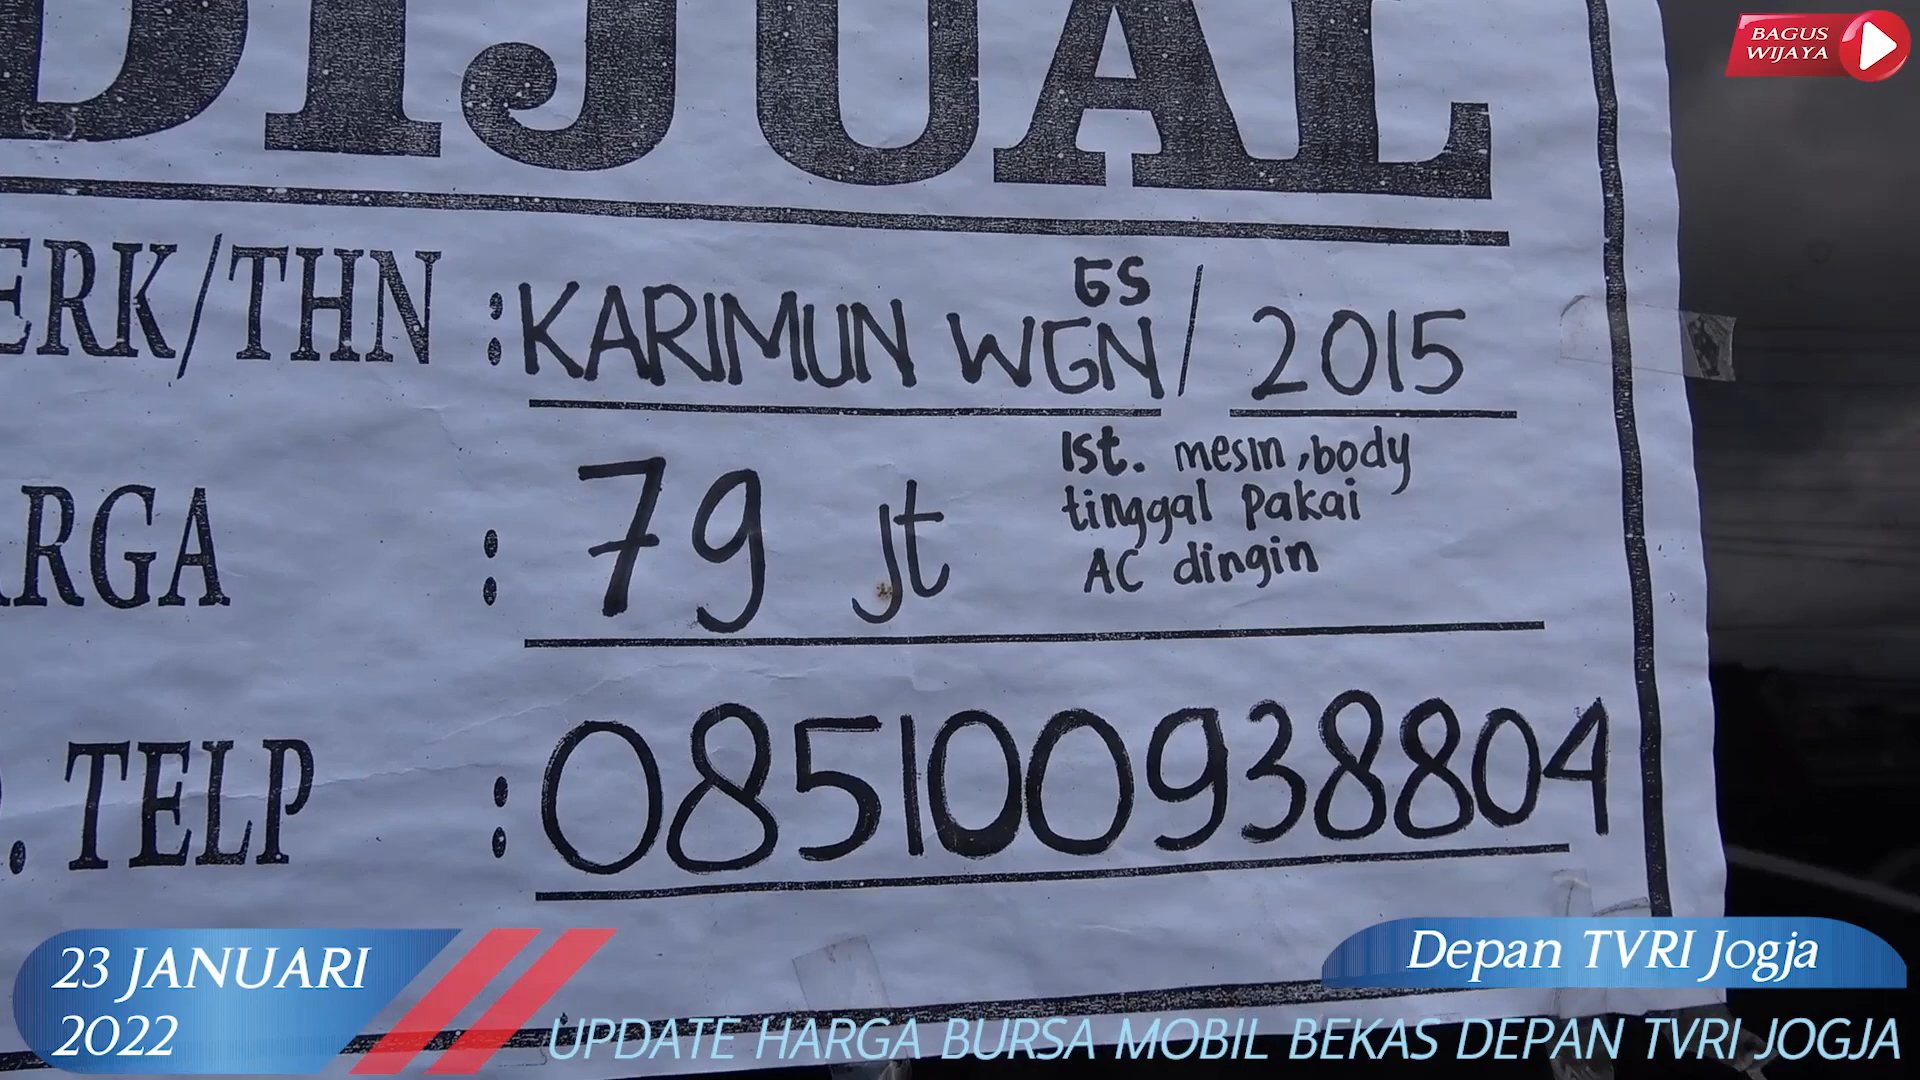 BAGUS
WIJAYA
DIJUAL
ERK/THN : KARIMUN WGN GS / 2015
ARGA : 79 jt
Ist. mesin, body
tinggal pakai
AC dingin
. TELP : 085100938804
23 JANUARI
2022
Depan TVRI Jogja
UPDATE HARGA BURSA MOBIL BEKAS DEPAN TVRI JOGJA